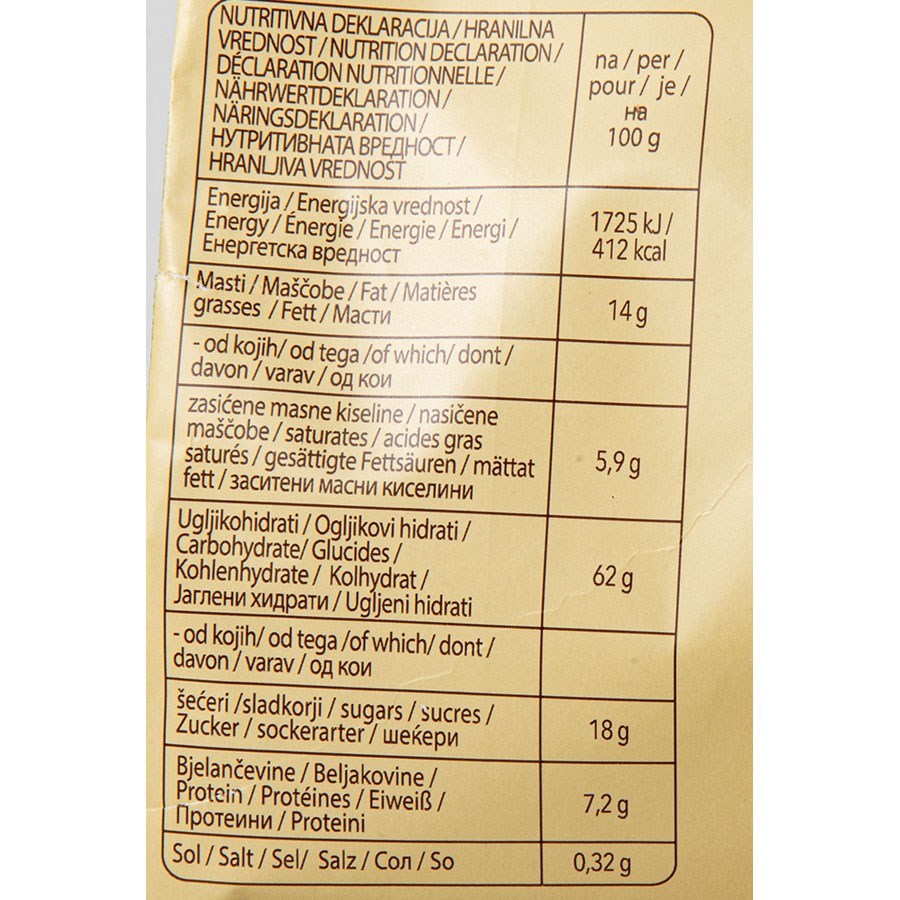 NUTRITIVNA DEKLARACIJA / HRANILNA
VREDNOST / NUTRITION DECLARATION /
DÉCLARATION NUTRITIONNELLE /
NÄHRWERTDEKLARATION /
NÄRINGSDEKLARATION /
НУТРИТИВНАТА ВРЕДНОСТ /
HRANLJIVA VREDNOST
na / per /
pour / je /
на
100 g
Energija / Energijska vrednost /
Energy / Énergie / Energie / Energi /
Енергетска вредност
1725 kJ /
412 kcal
Masti / Maščobe / Fat / Matières
grasses / Fett / Масти
14 g
- od kojih/ od tega /of which/ dont /
davon / varav / од кои
zasićene masne kiseline / nasičene
maščobe / saturates / acides gras
saturés / gesättigte Fettsäuren / mättat
fett / заситени масни киселини
5,9 g
Ugljikohidrati / Ogljikovi hidrati /
Carbohydrate/ Glucides /
Kohlenhydrate / Kolhydrat /
Јаглени хидрати / Ugljeni hidrati
62 g
- od kojih/ od tega /of which/ dont /
davon / varav / од кои
šećeri /sladkorji / sugars / sucres /
Zucker / sockerarter / шеќери
18 g
Bjelančevine / Beljakovine /
Protein / Protéines / Eiweiß /
Протеини / Proteini
7,2 g
Sol / Salt / Sel/ Salz / Сол / So
0,32 g